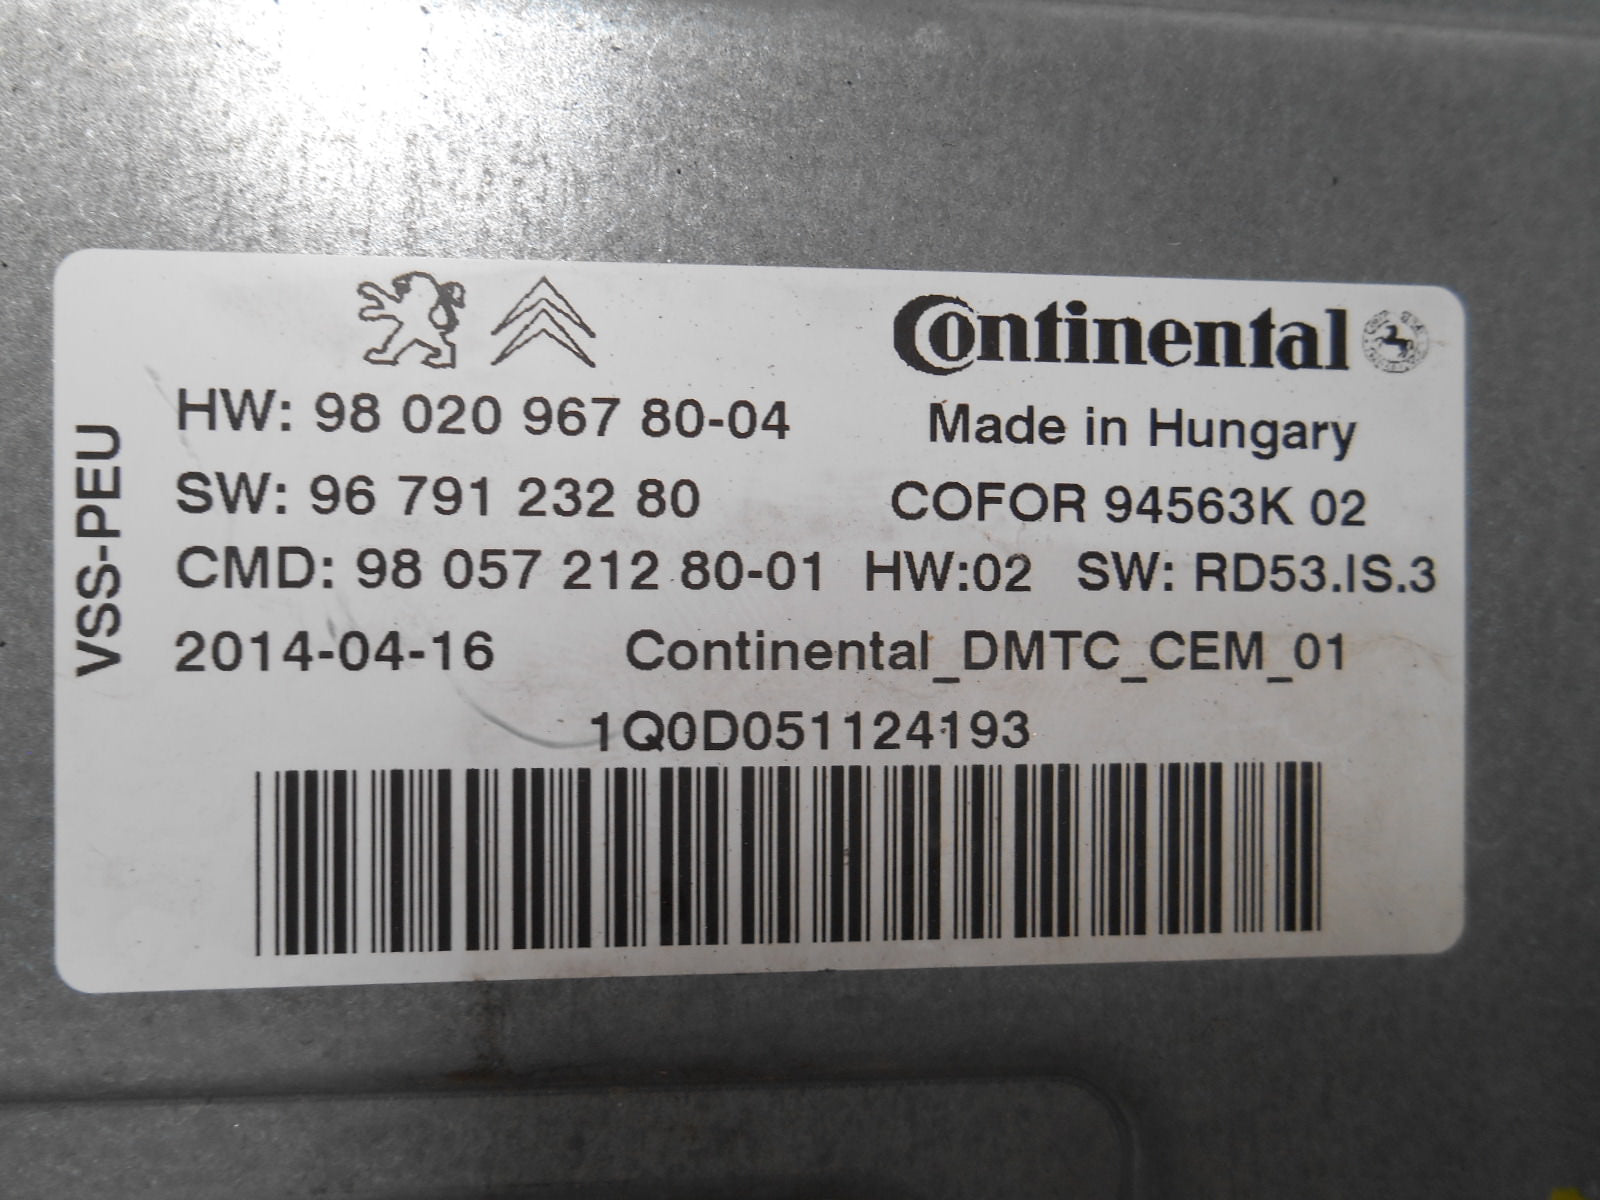 Continental
HW: 98 020 967 80-04
Made in Hungary
SW: 96 791 232 80
COFOR 94563K 02
CMD: 98 057 212 80-01 HW:02 SW: RD53.IS.3
2014-04-16 Continental_DMTC_CEM_01
1Q0D051124193
VSS-PEU